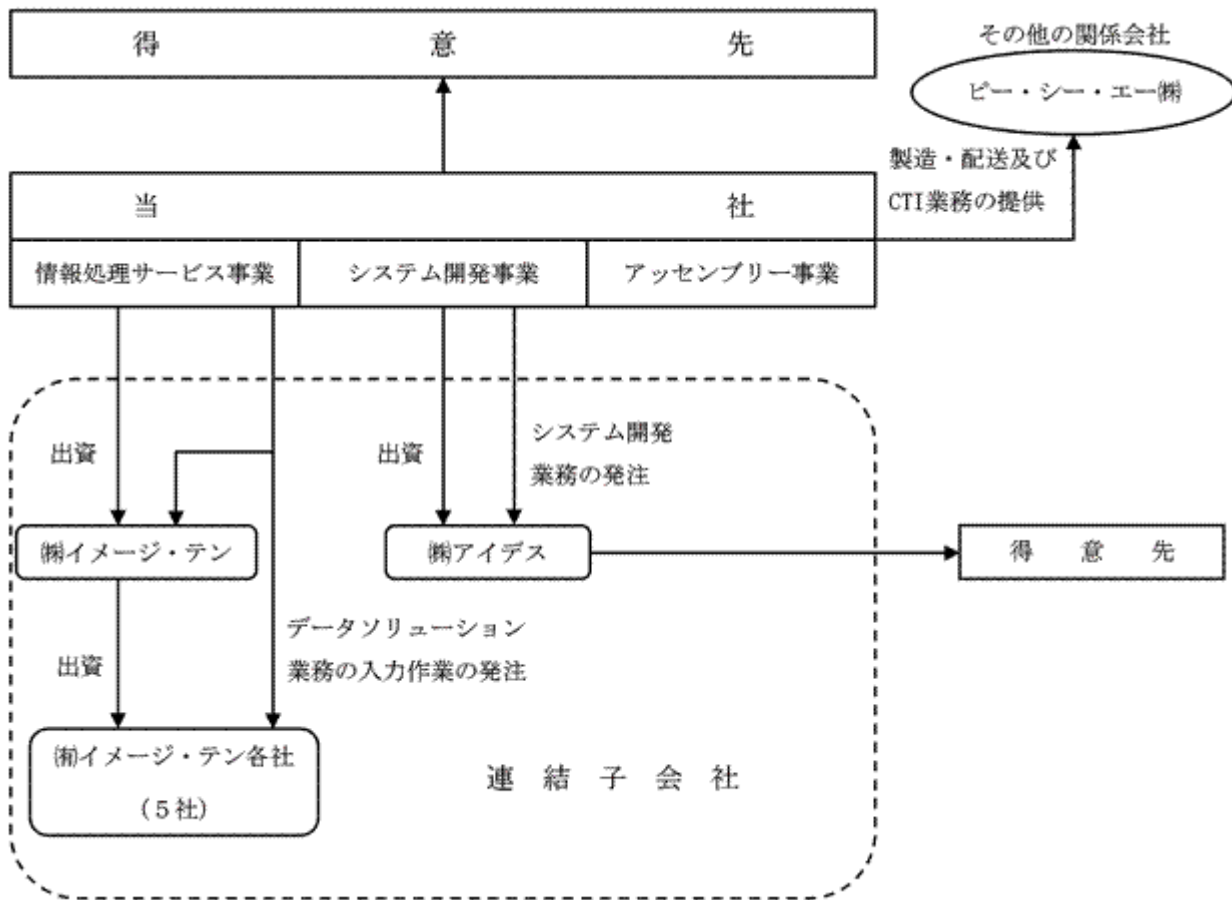 得意先
その他の関係会社
ピー・シー・エー㈱
製造・配送及び
CTI業務の提供
当社
情報処理サービス事業
システム開発事業
アッセンブリー事業
出資
出資
システム開発
業務の発注
㈱イメージ・テン
㈱アイデス
得意先
出資
データソリューション
業務の入力作業の発注
㈲イメージ・テン各社
(5社)
連結子会社